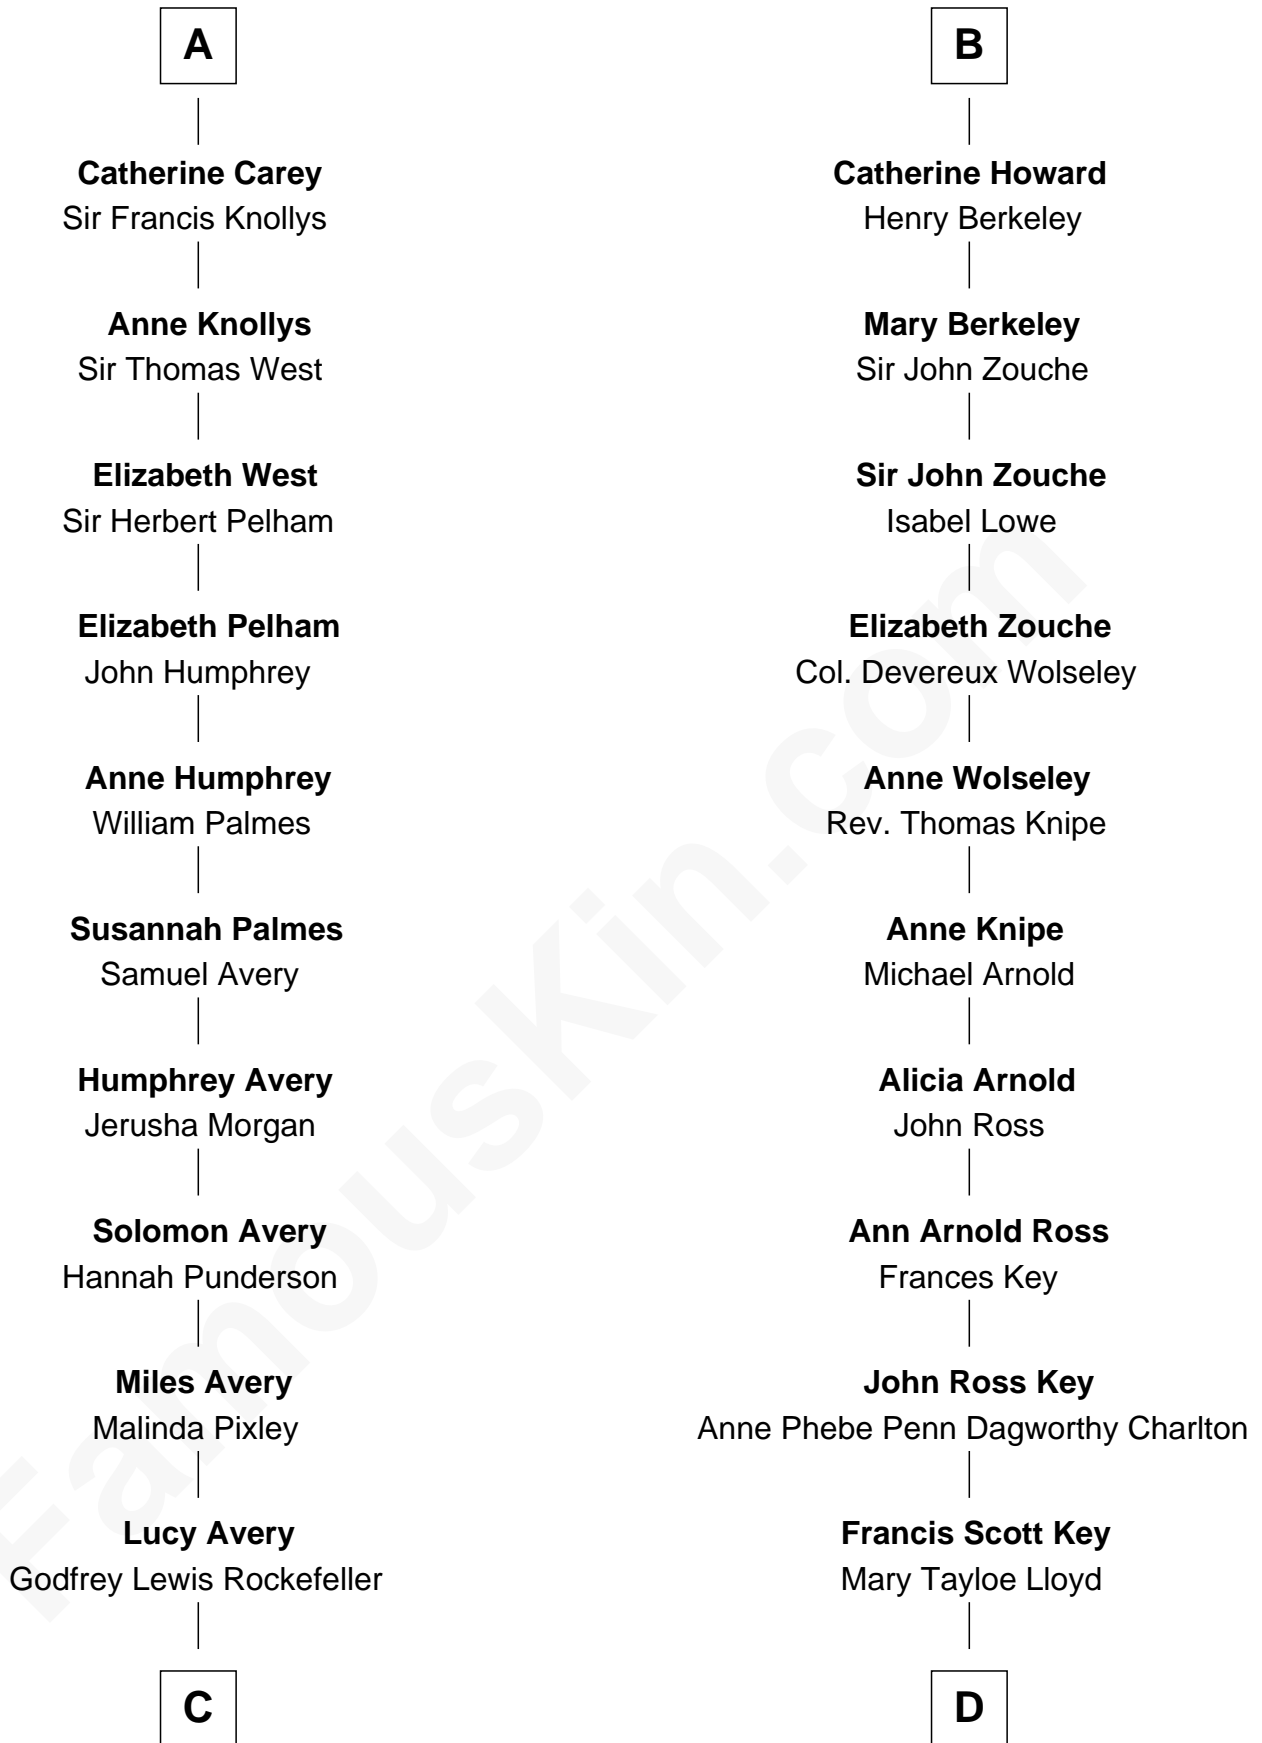 A
Catherine Carey
Sir Francis Knollys
Anne Knollys
Sir Thomas West
Elizabeth West
Sir Herbert Pelham
Elizabeth Pelham
John Humphrey
Anne Humphrey
William Palmes
Susannah Palmes
Samuel Avery
Humphrey Avery
Jerusha Morgan
Solomon Avery
Hannah Punderson
Miles Avery
Malinda Pixley
Lucy Avery
Godfrey Lewis Rockefeller
C
B
Catherine Howard
Henry Berkeley
Mary Berkeley
Sir John Zouche
Sir John Zouche
Isabel Lowe
Elizabeth Zouche
Col. Devereux Wolseley
Anne Wolseley
Rev. Thomas Knipe
Anne Knipe
Michael Arnold
Alicia Arnold
John Ross
Ann Arnold Ross
Frances Key
John Ross Key
Anne Phebe Penn Dagworthy Charlton
Francis Scott Key
Mary Tayloe Lloyd
D
FamousKin.com